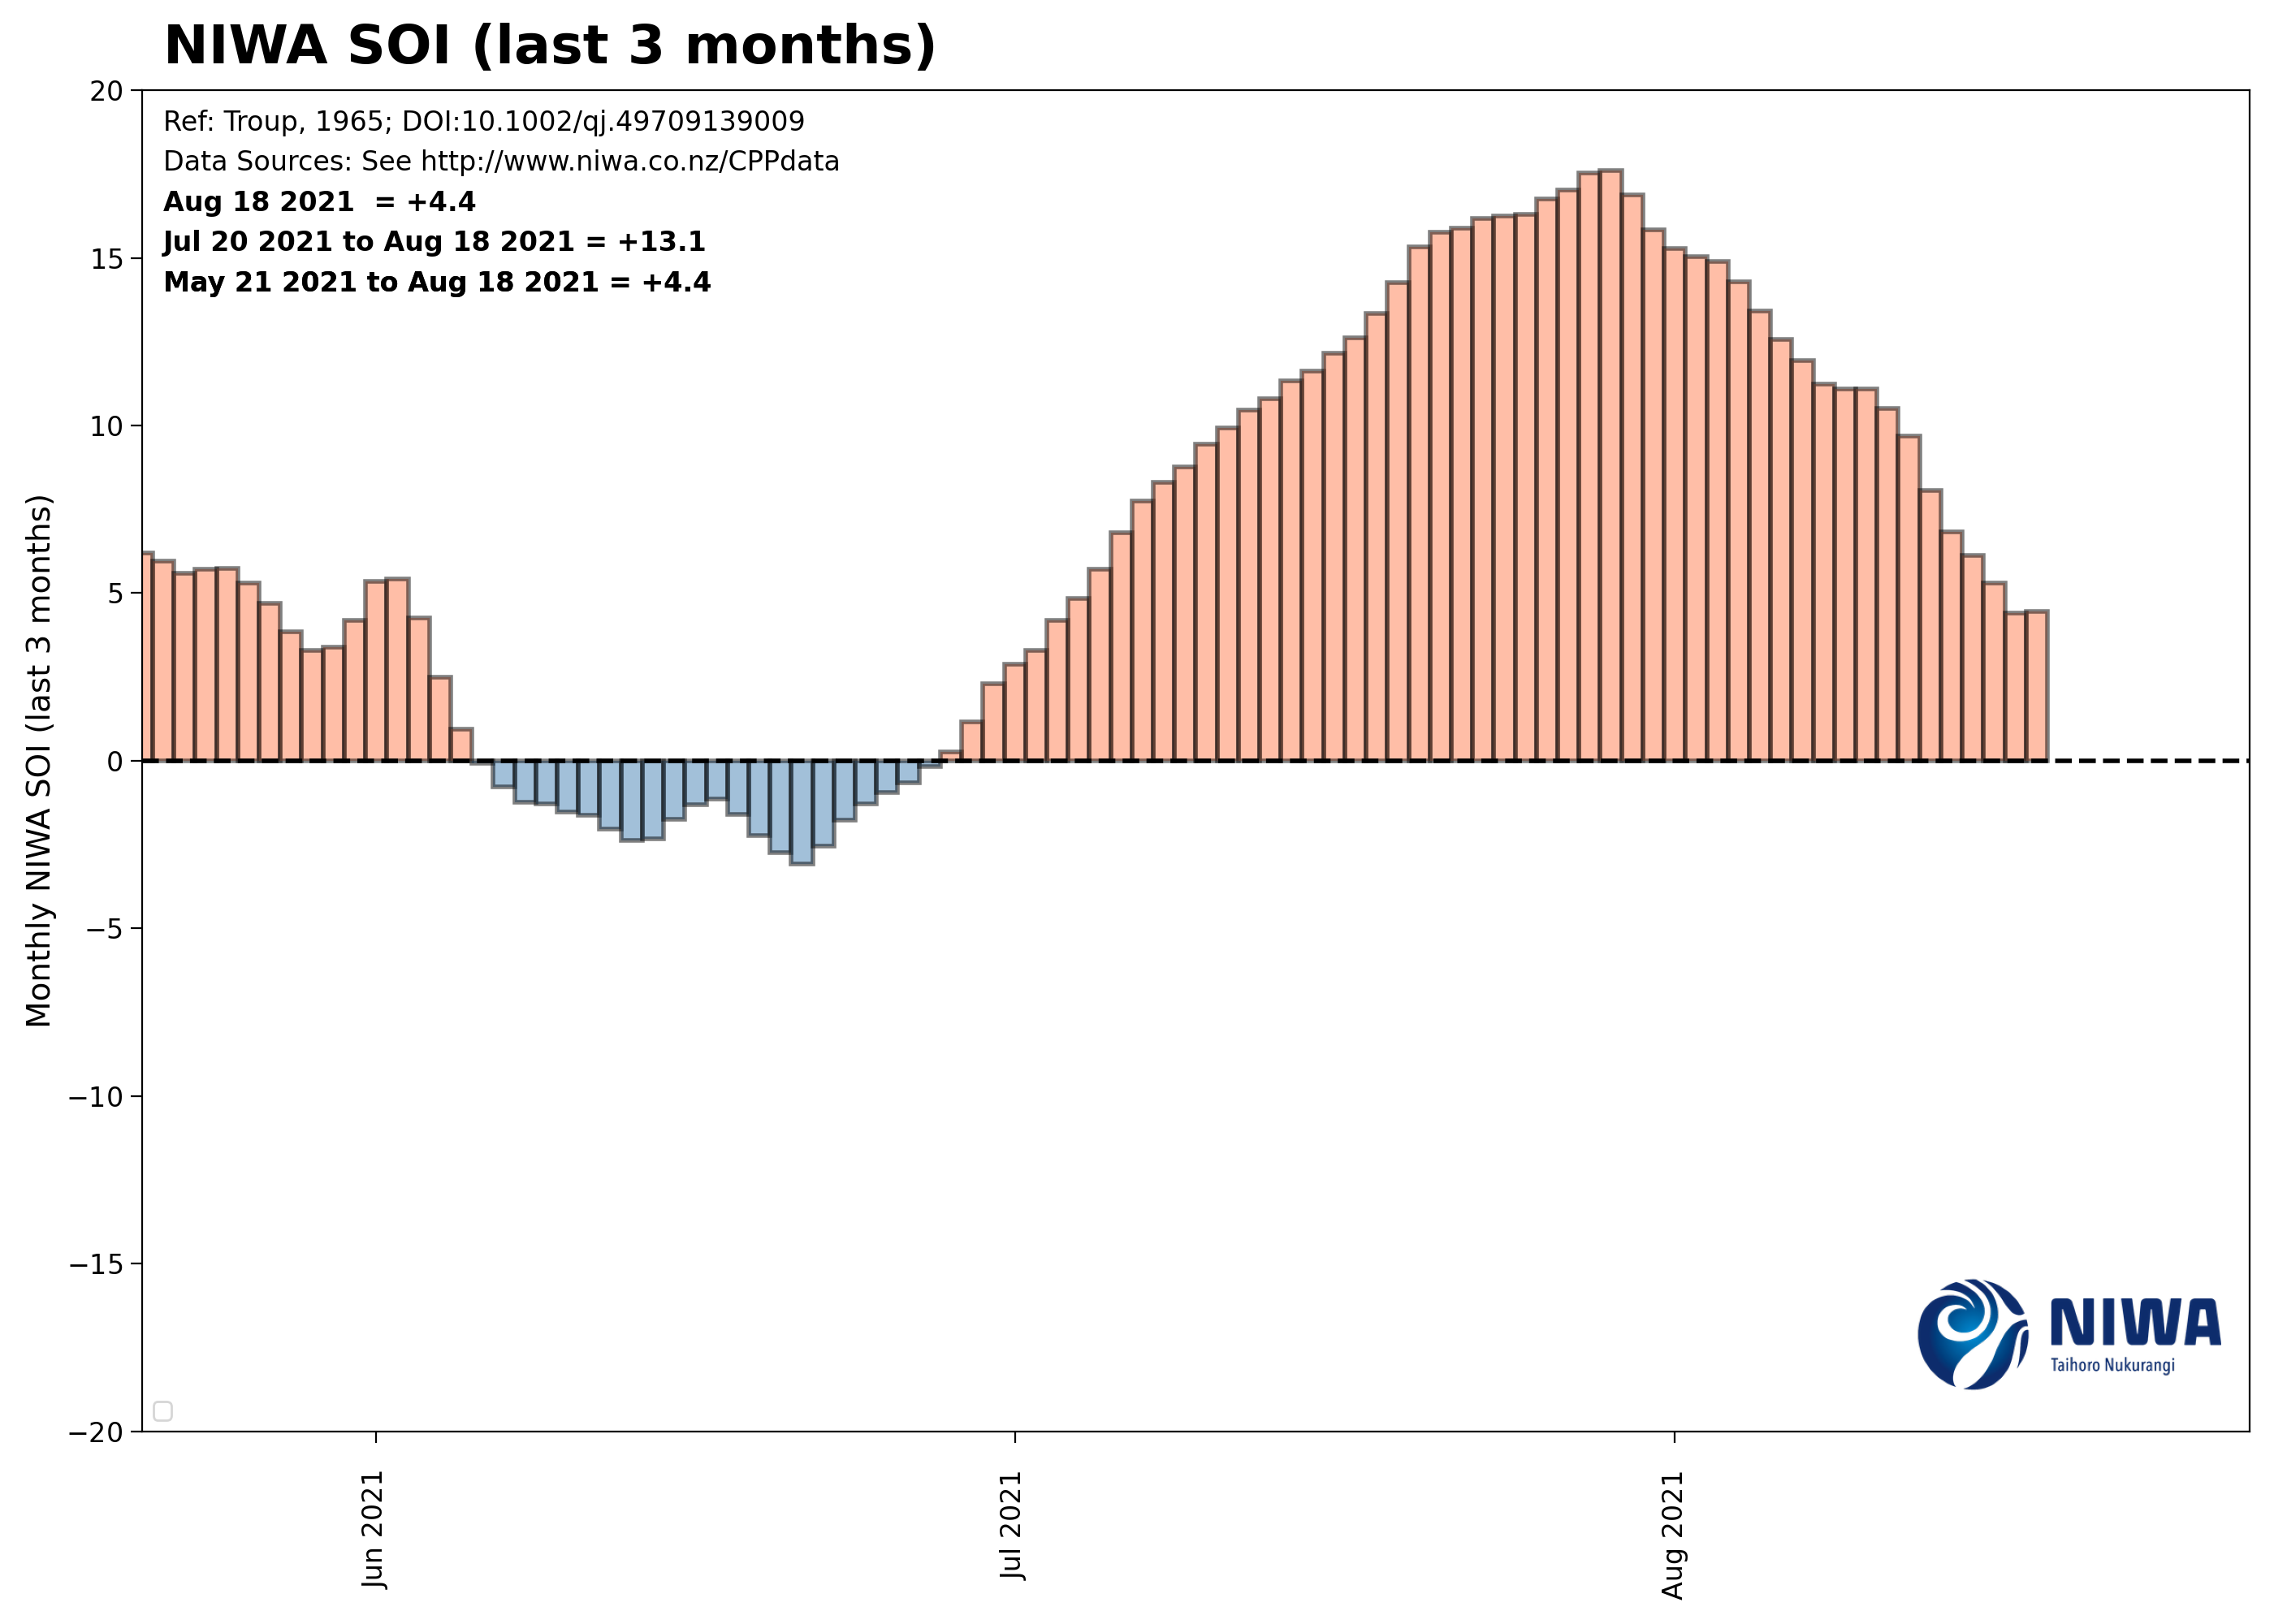 NIWA SOI (last 3 months)
Ref: Troup, 1965; DOI:10.1002/qj.49709139009
Data Sources: See http://www.niwa.co.nz/CPPdata
Aug 18 2021  = +4.4
Jul 20 2021 to Aug 18 2021 = +13.1
May 21 2021 to Aug 18 2021 = +4.4
Monthly NIWA SOI (last 3 months)
20
15
10
5
0
−5
−10
−15
−20
Jun 2021
Jul 2021
Aug 2021
NIWA
Taihoro Nukurangi